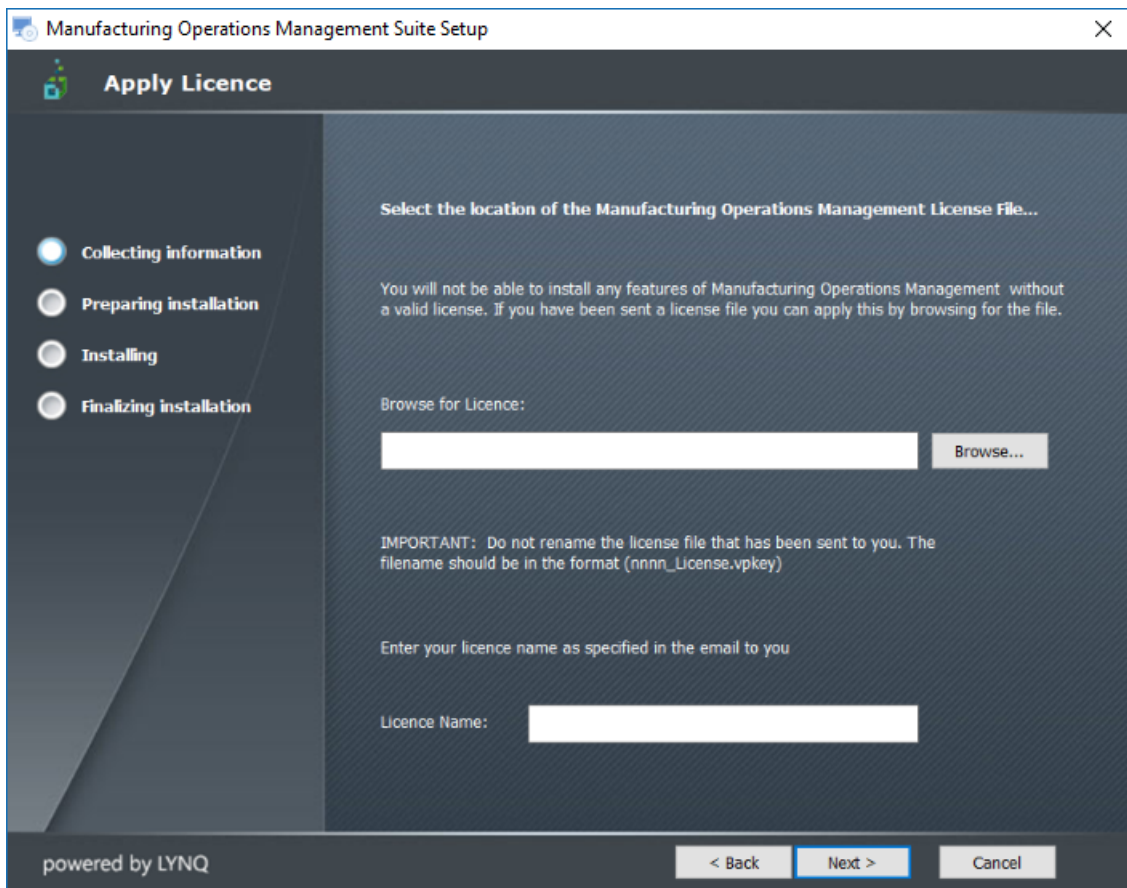 Manufacturing Operations Management Suite Setup
Apply Licence
Collecting information
Preparing installation
Installing
Finalizing installation
Select the location of the Manufacturing Operations Management License File...
You will not be able to install any features of Manufacturing Operations Management  without
a valid license. If you have been sent a license file you can apply this by browsing for the file.
Browse for Licence:
Browse...
IMPORTANT:  Do not rename the license file that has been sent to you. The
filename should be in the format (nnnn_License.vpkey)
Enter your licence name as specified in the email to you
Licence Name:
powered by LYNQ
< Back
Next >
Cancel